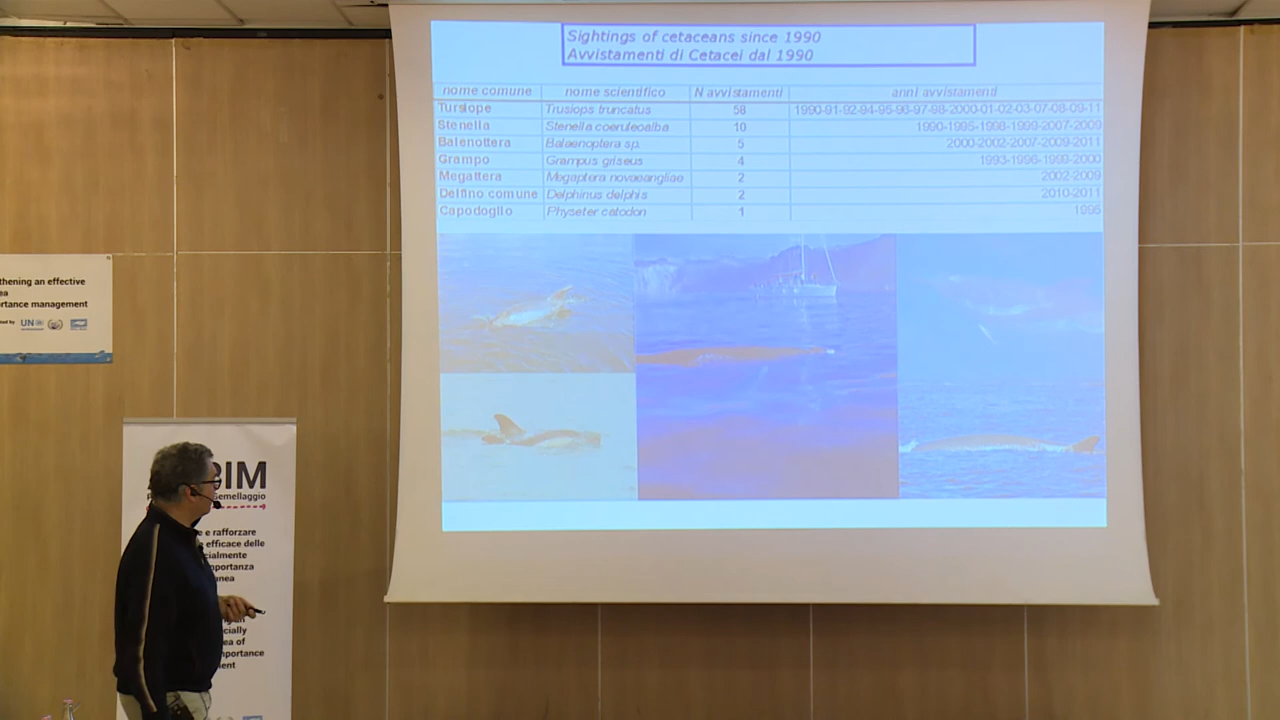 Sightings of cetaceans since 1990
Avvistamenti di Cetacei dal 1990
nome comune nome scientifico N avvistamenti anni avvistamenti
Tursiope Trusiops truncatus 58 1990-91-92-94-95-96-97-98-2000-01-02-03-07-08-09-11
Stenella Stenella coeruleoalba 10 1990-1995-1998-1999-2007-2009
Balenottera Balaenoptera sp. 5 2000-2002-2007-2009-2011
Grampo Grampus griseus 4 1993-1996-1999-2000
Megattera Megaptera novaeangliae 2 2002-2009
Delfino comune Delphinus delphis 2 2010-2011
Capodoglio Physeter catodon 1 1995
thening an effective
ea
ortance management
ted by UN
IM
Gemellaggio
e e rafforzare
efficace delle
cialmente
portanza
anea
cially
ea of
mportance
ent